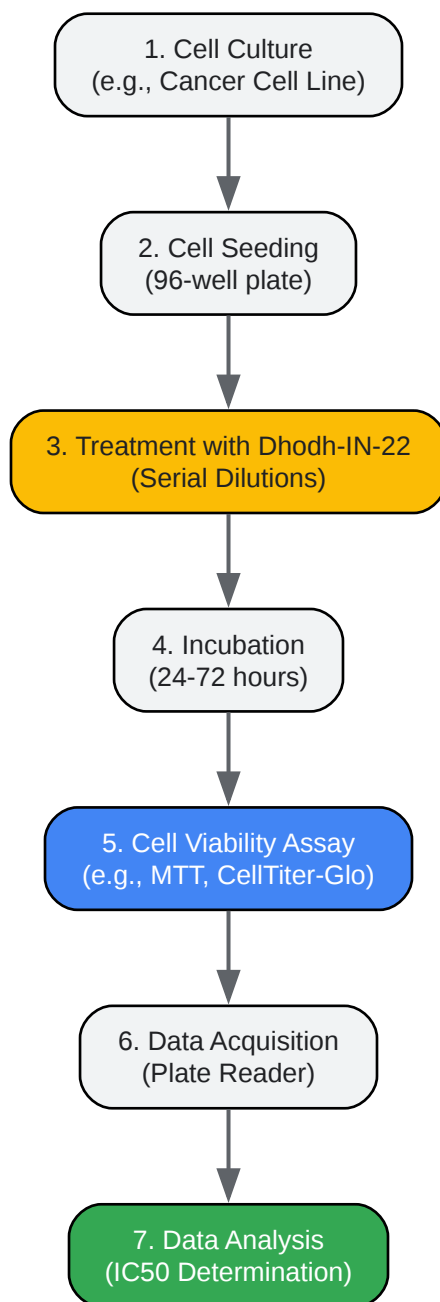 1. Cell Culture
(e.g., Cancer Cell Line)
2. Cell Seeding
(96-well plate)
3. Treatment with Dhodh-IN-22
(Serial Dilutions)
4. Incubation
(24-72 hours)
5. Cell Viability Assay
(e.g., MTT, CellTiter-Glo)
6. Data Acquisition
(Plate Reader)
7. Data Analysis
(IC50 Determination)